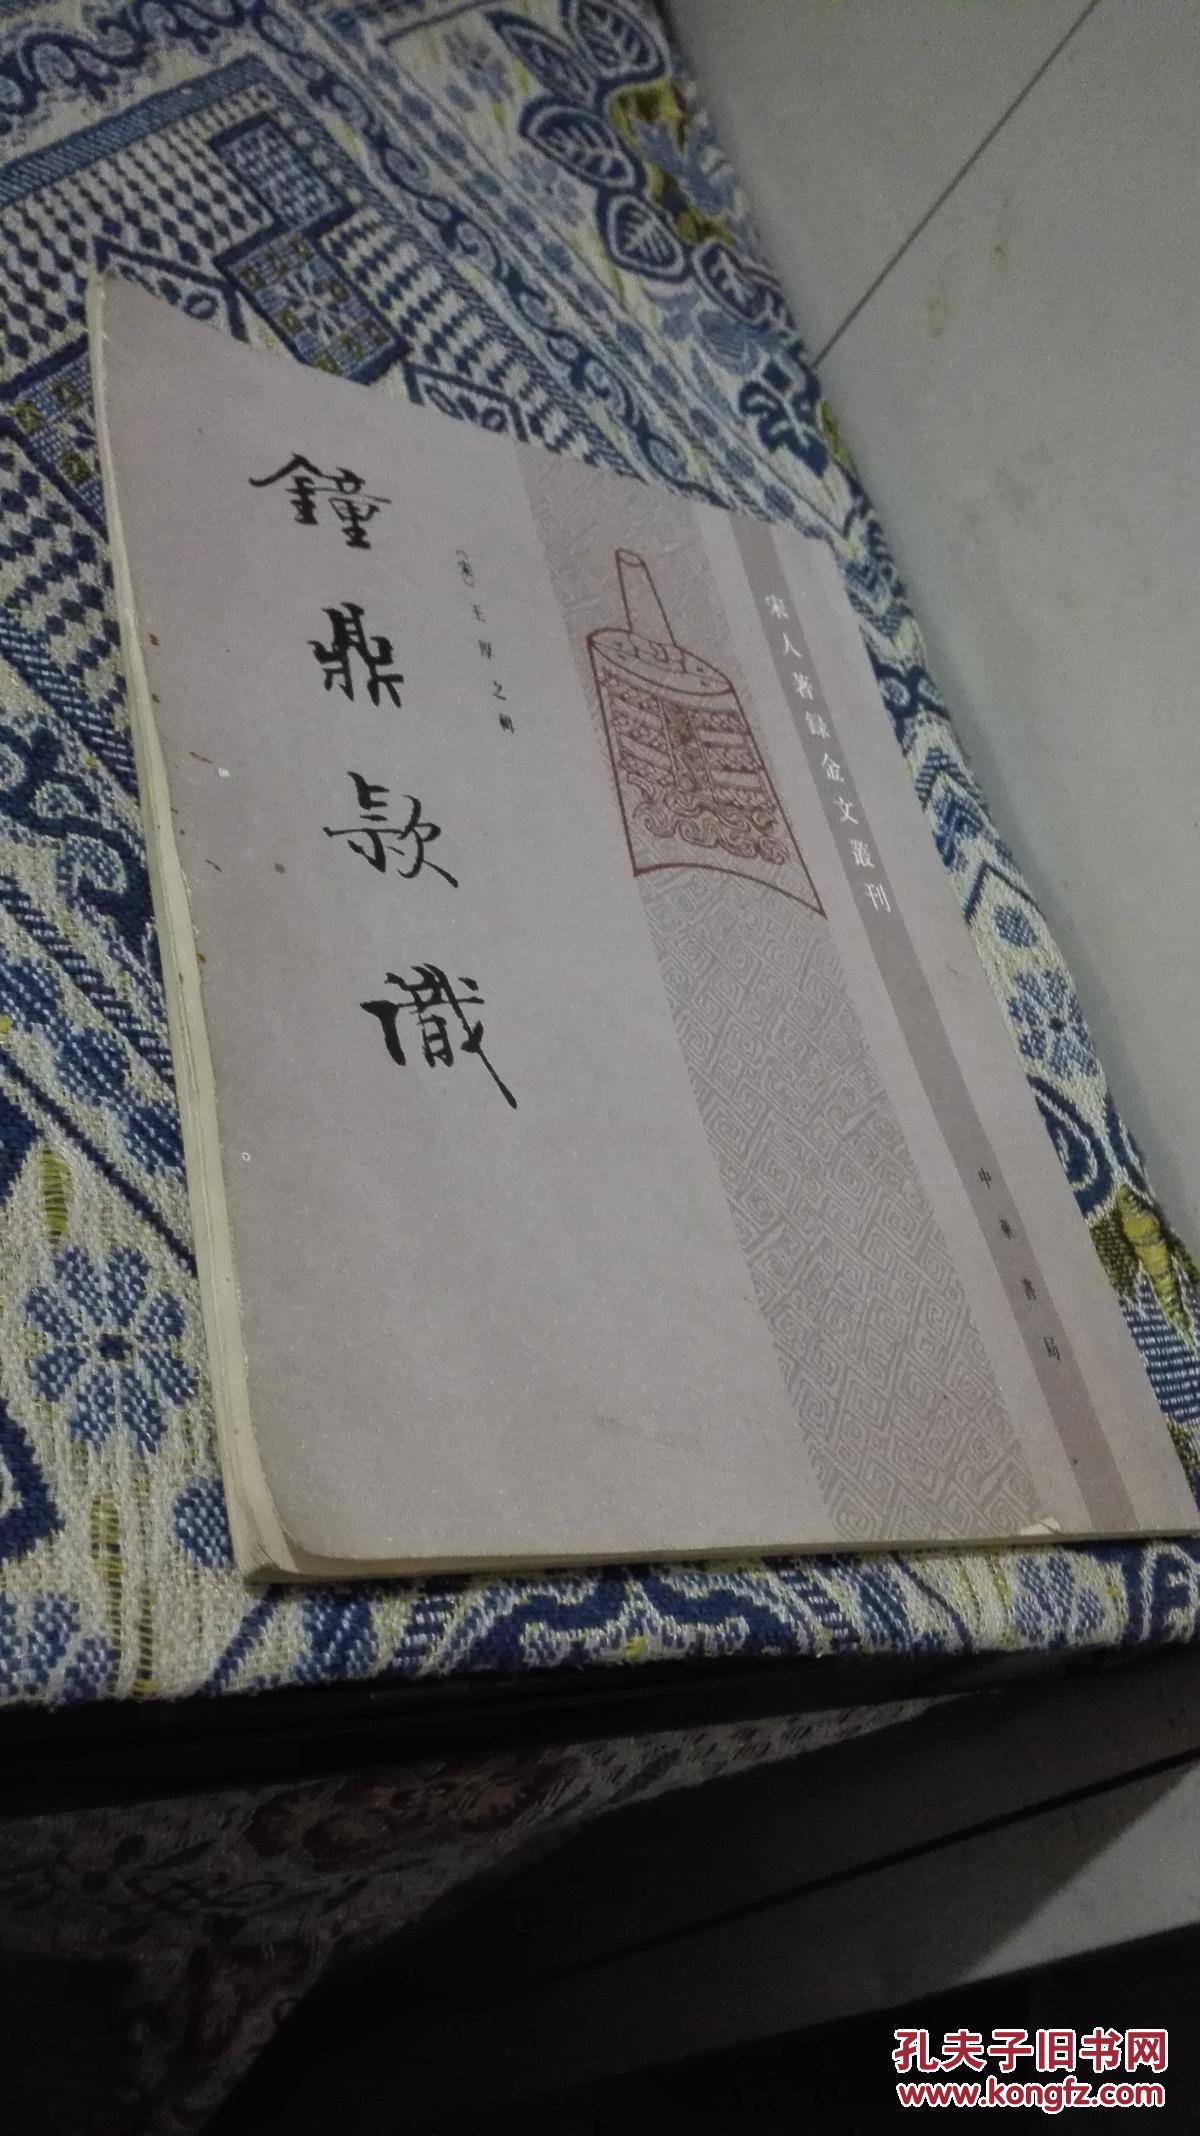 宋人著録金文叢刊
中華書局
〔宋〕王厚之輯
鐘鼎款識
孔夫子旧书网
www.kongfz.com